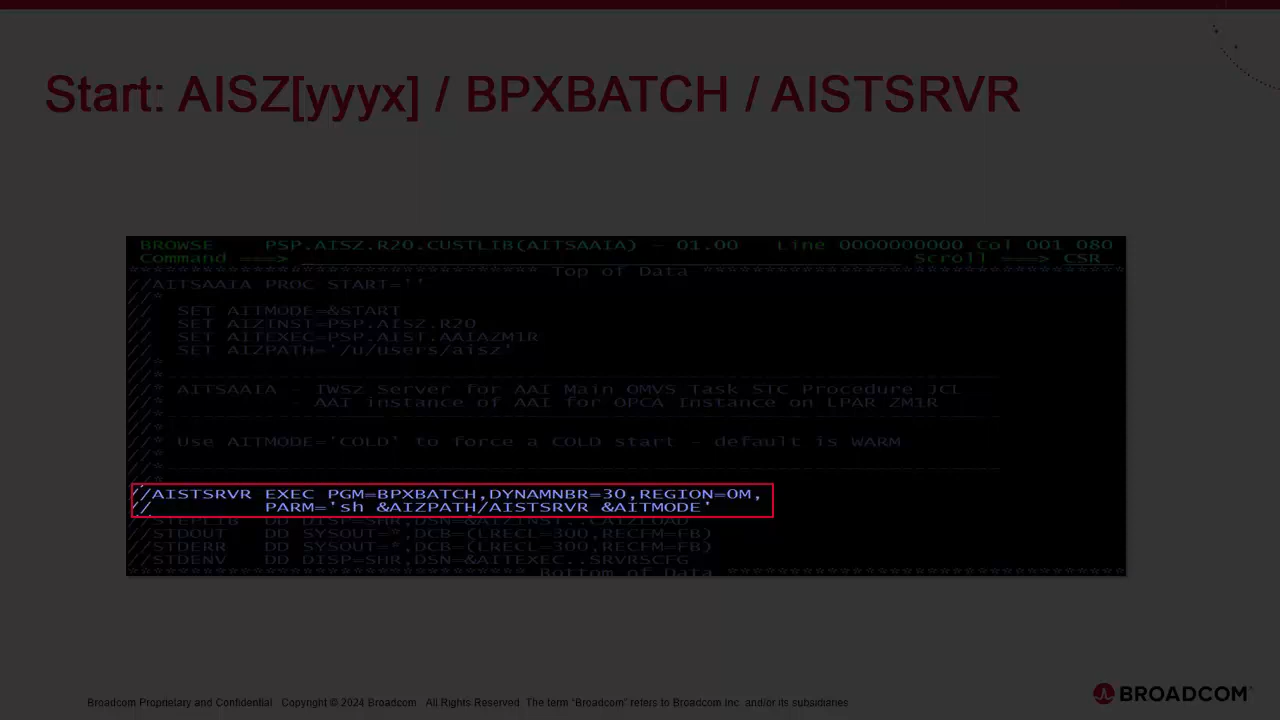 Start: AISZ[yyyx] / BPXBATCH / AISTSRVR
BROWSE    PSP.AISZ.R20.CUSTLIB(AITSAAIA) - 01.00    Line 0000000000 Col 001 080
Command ===>    Scroll ===> CSR
******************************** Top of Data **********************************
//AITSAAIA PROC START=''
//*
//  SET AITMODE=&START
//  SET AIZINST=PSP.AISZ.R20
//  SET AITEXEC=PSP.AIST.AAIAZM1R
//  SET AIZPATH='/u/users/aisz'
//*
//*-------------------------------------------------------------------
//* AITSAAIA - IWSz Server for AAI Main OMVS Task STC Procedure JCL
//*          - AAI instance of AAI for OPCA Instance on LPAR ZM1R
//*-------------------------------------------------------------------
//*
//* Use AITMODE='COLD' to force a COLD start - default is WARM
//*
//*-------------------------------------------------------------------
//*
//AISTSRVR EXEC PGM=BPXBATCH,DYNAMNBR=30,REGION=0M,
//         PARM='sh &AIZPATH/AISTSRVR &AITMODE'
//STEPLIB  DD DISP=SHR,DSN=&AIZINST..CAIZLOAD
//STDOUT   DD SYSOUT=*,DCB=(LRECL=300,RECFM=FB)
//STDERR   DD SYSOUT=*,DCB=(LRECL=300,RECFM=FB)
//STDENV   DD DISP=SHR,DSN=&AITEXEC..SRVRSCFG
******************************* Bottom of Data ********************************
Broadcom Proprietary and Confidential   Copyright © 2024 Broadcom   All Rights Reserved   The term "Broadcom" refers to Broadcom Inc. and/or its subsidiaries
BROADCOM